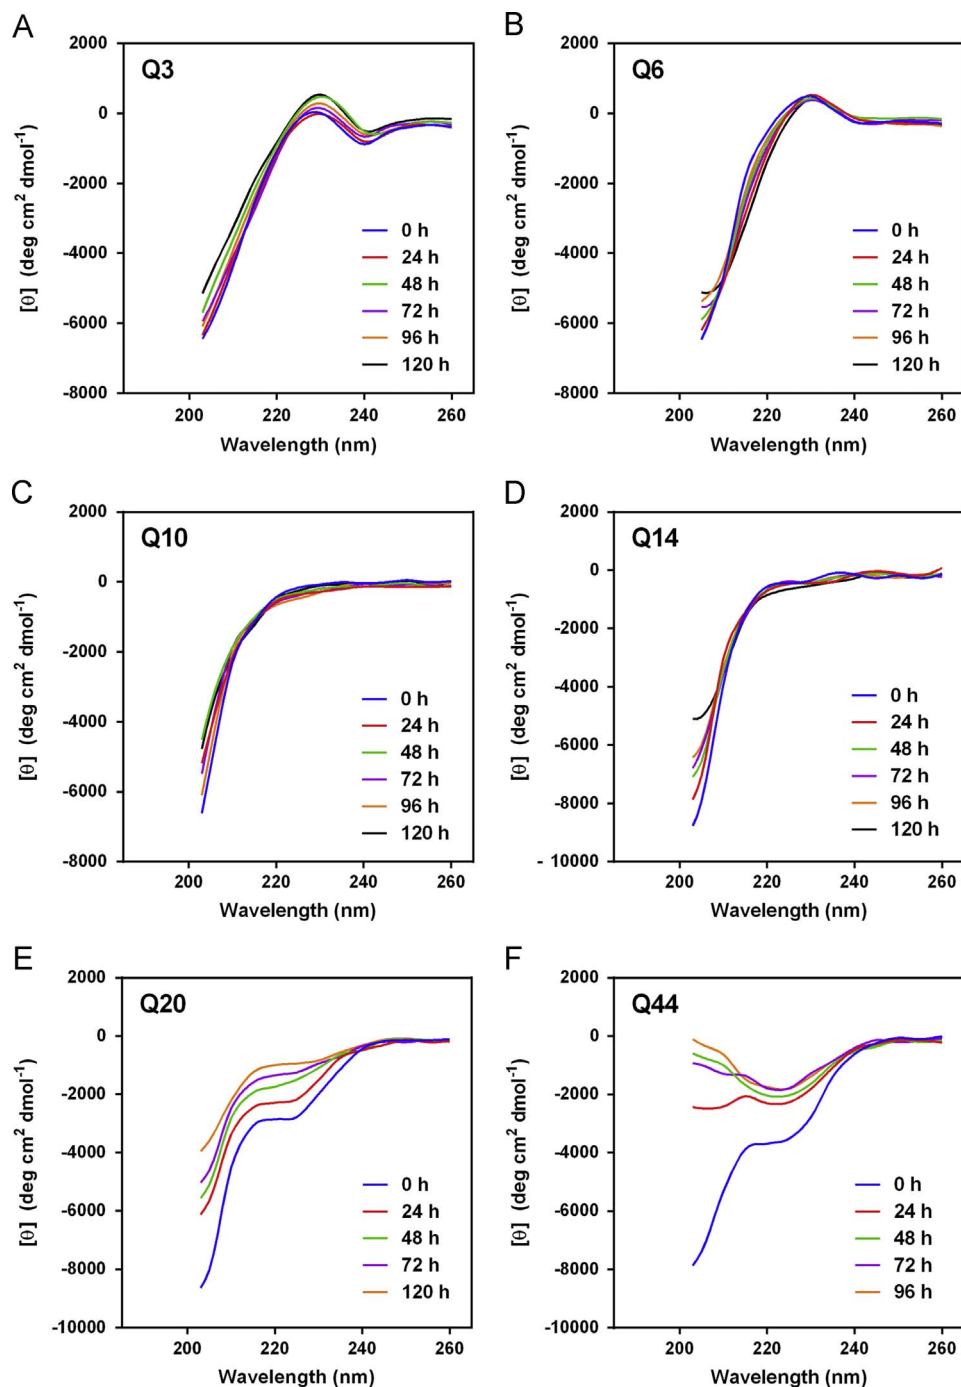 A
2000
0
-2000
-4000
-6000
-8000
[θ] (deg cm² dmol⁻¹)
Q3
0 h
24 h
48 h
72 h
96 h
120 h
200 220 240 260
Wavelength (nm)
B
2000
0
-2000
-4000
-6000
-8000
[θ] (deg cm² dmol⁻¹)
Q6
0 h
24 h
48 h
72 h
96 h
120 h
200 220 240 260
Wavelength (nm)
C
2000
0
-2000
-4000
-6000
-8000
[θ] (deg cm² dmol⁻¹)
Q10
0 h
24 h
48 h
72 h
96 h
120 h
200 220 240 260
Wavelength (nm)
D
2000
0
-2000
-4000
-6000
-8000
- 10000
[θ] (deg cm² dmol⁻¹)
Q14
0 h
24 h
48 h
72 h
96 h
120 h
200 220 240 260
Wavelength (nm)
E
2000
0
-2000
-4000
-6000
-8000
-10000
[θ] (deg cm² dmol⁻¹)
Q20
0 h
24 h
48 h
72 h
120 h
200 220 240 260
Wavelength (nm)
F
2000
0
-2000
-4000
-6000
-8000
-10000
[θ] (deg cm² dmol⁻¹)
Q44
0 h
24 h
48 h
72 h
96 h
200 220 240 260
Wavelength (nm)